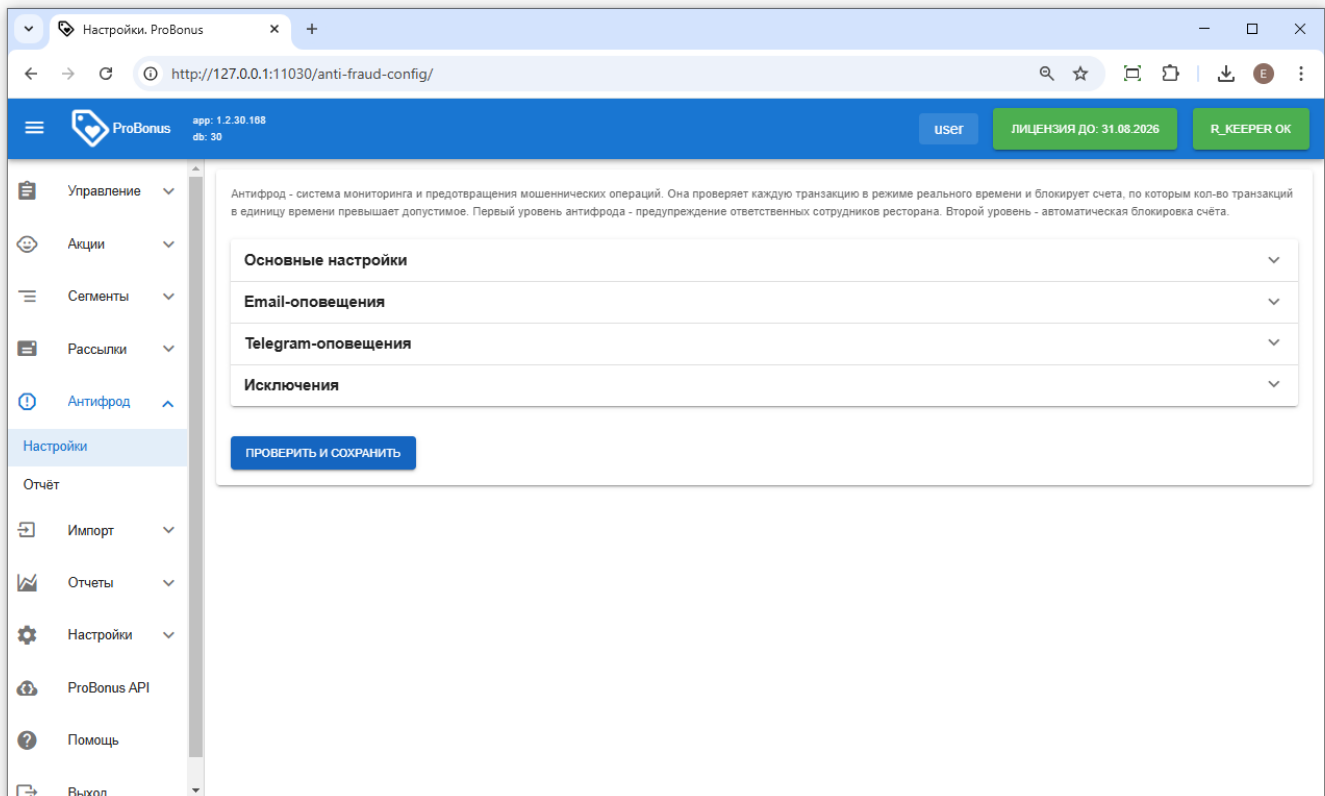 Настройки. ProBonus
http://127.0.0.1:11030/anti-fraud-config/
E
ProBonus
app: 1.2.30.168
db: 30
user
ЛИЦЕНЗИЯ ДО: 31.08.2026
R_KEEPER OK
Управление
Акции
Сегменты
Рассылки
Антифрод
Настройки
Отчёт
Импорт
Отчеты
Настройки
ProBonus API
Помощь
Выход
Антифрод - система мониторинга и предотвращения мошеннических операций. Она проверяет каждую транзакцию в режиме реального времени и блокирует счета, по которым кол-во транзакций
в единицу времени превышает допустимое. Первый уровень антифрода - предупреждение ответственных сотрудников ресторана. Второй уровень - автоматическая блокировка счёта.
Основные настройки
Email-оповещения
Telegram-оповещения
Исключения
ПРОВЕРИТЬ И СОХРАНИТЬ